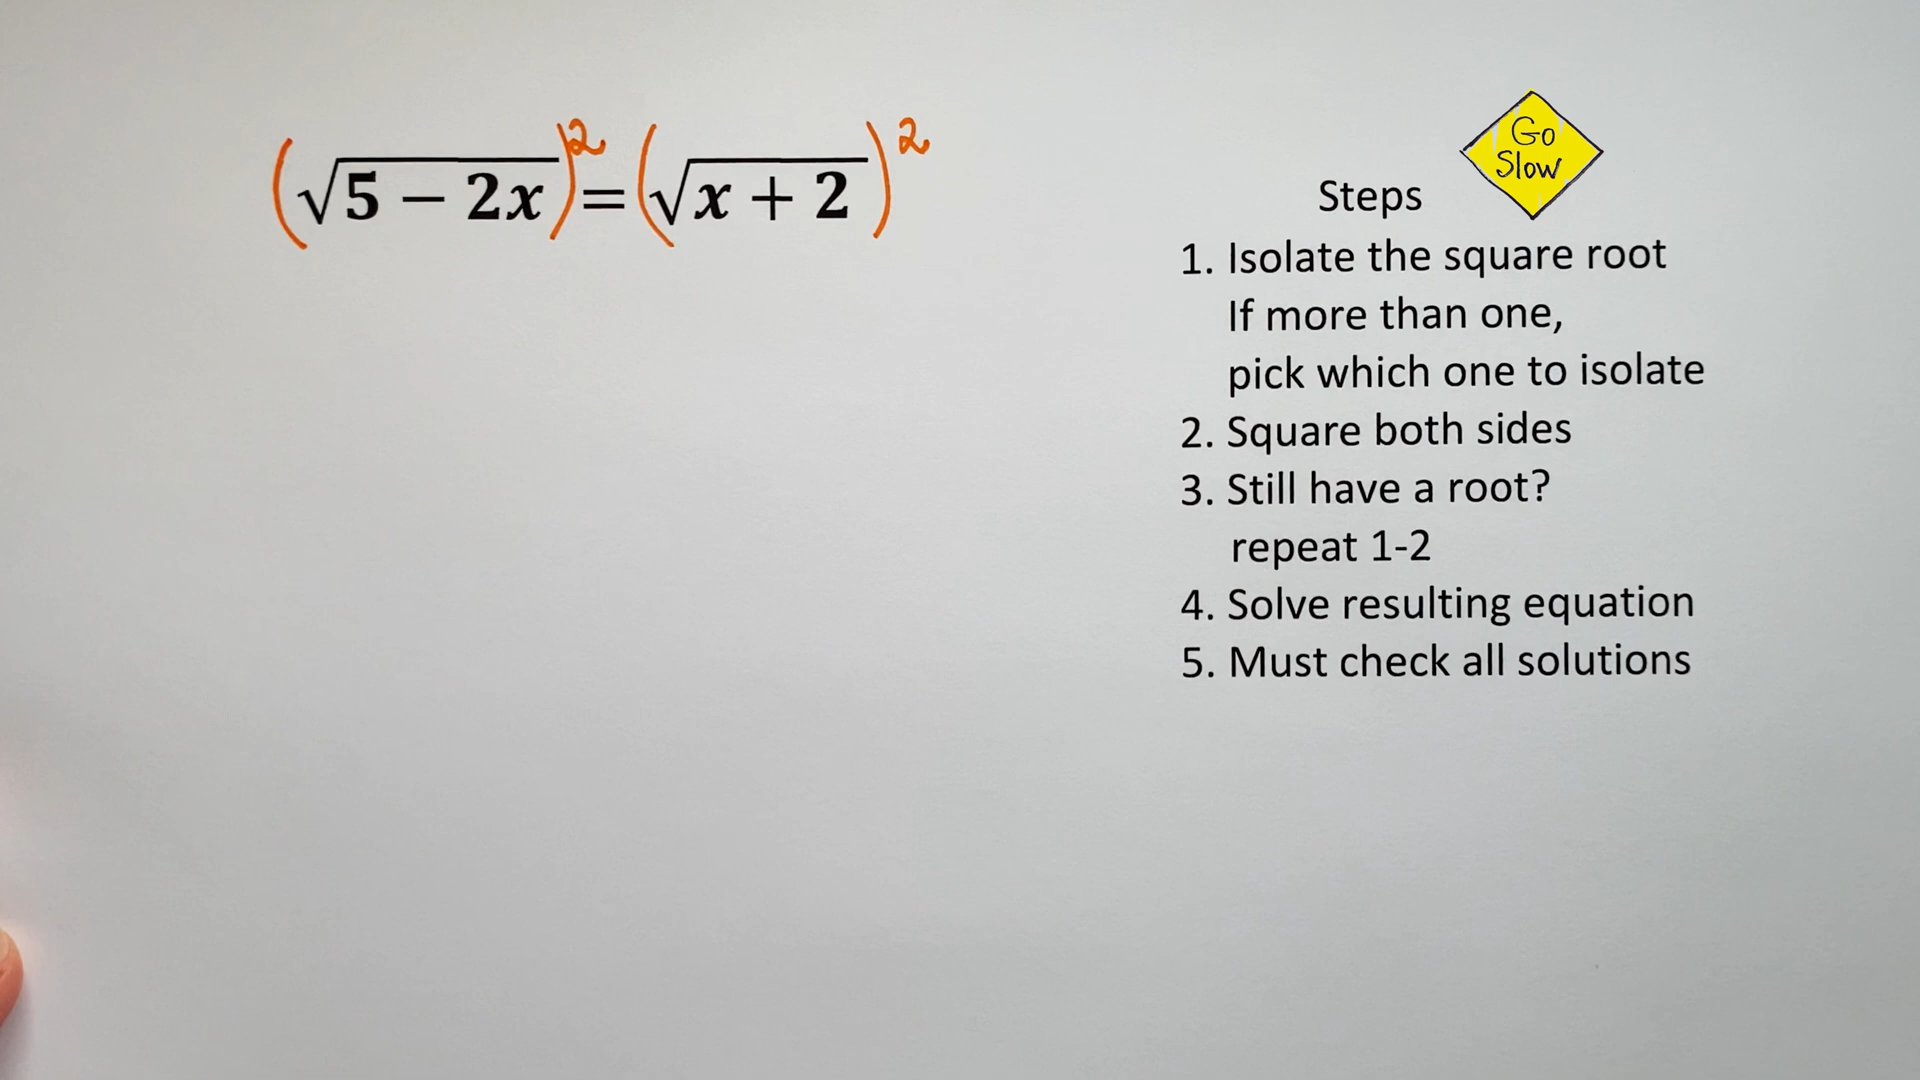 (√5 − 2x)² = (√x + 2)²
Go
Slow
Steps
1. Isolate the square root
If more than one,
pick which one to isolate
2. Square both sides
3. Still have a root?
repeat 1-2
4. Solve resulting equation
5. Must check all solutions